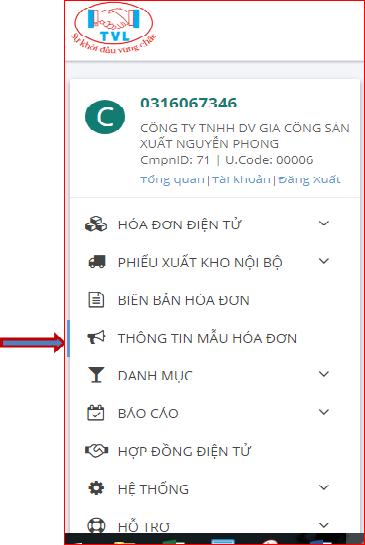 TVL
Sự khởi đầu vững chắc
C
0316067346
CÔNG TY TNHH DV GIA CÔNG SẢN
XUẤT NGUYỄN PHONG
CmpnID: 71 | U.Code: 00006
Tổng quan|Tài khoản|Đăng Xuất
HÓA ĐƠN ĐIỆN TỬ
PHIẾU XUẤT KHO NỘI BỘ
BIÊN BẢN HÓA ĐƠN
THÔNG TIN MẪU HÓA ĐƠN
DANH MỤC
BÁO CÁO
HỢP ĐỒNG ĐIỆN TỬ
HỆ THỐNG
HỖ TRỢ